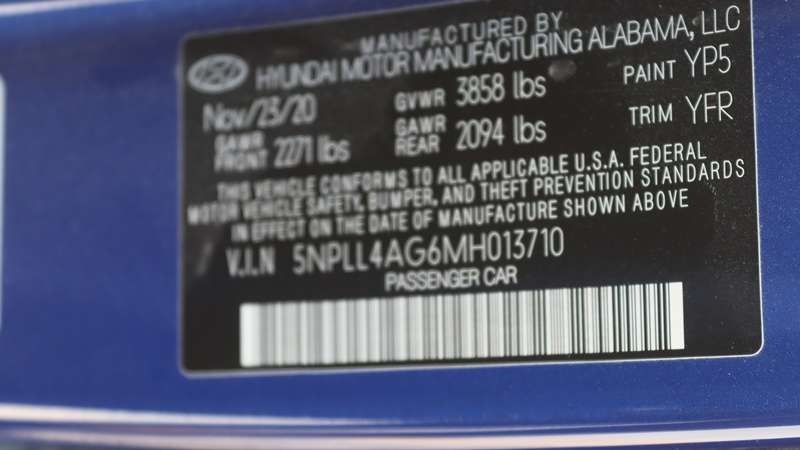 MANUFACTURED BY
HYUNDAI MOTOR MANUFACTURING ALABAMA, LLC
Nov/23/20 GVWR 3858 lbs PAINT YP5
GAWR FRONT 2271 lbs GAWR REAR 2094 lbs TRIM YFR
THIS VEHICLE CONFORMS TO ALL APPLICABLE U.S.A. FEDERAL
MOTOR VEHICLE SAFETY, BUMPER, AND THEFT PREVENTION STANDARDS
IN EFFECT ON THE DATE OF MANUFACTURE SHOWN ABOVE
V.I.N 5NPLL4AG6MH013710
PASSENGER CAR